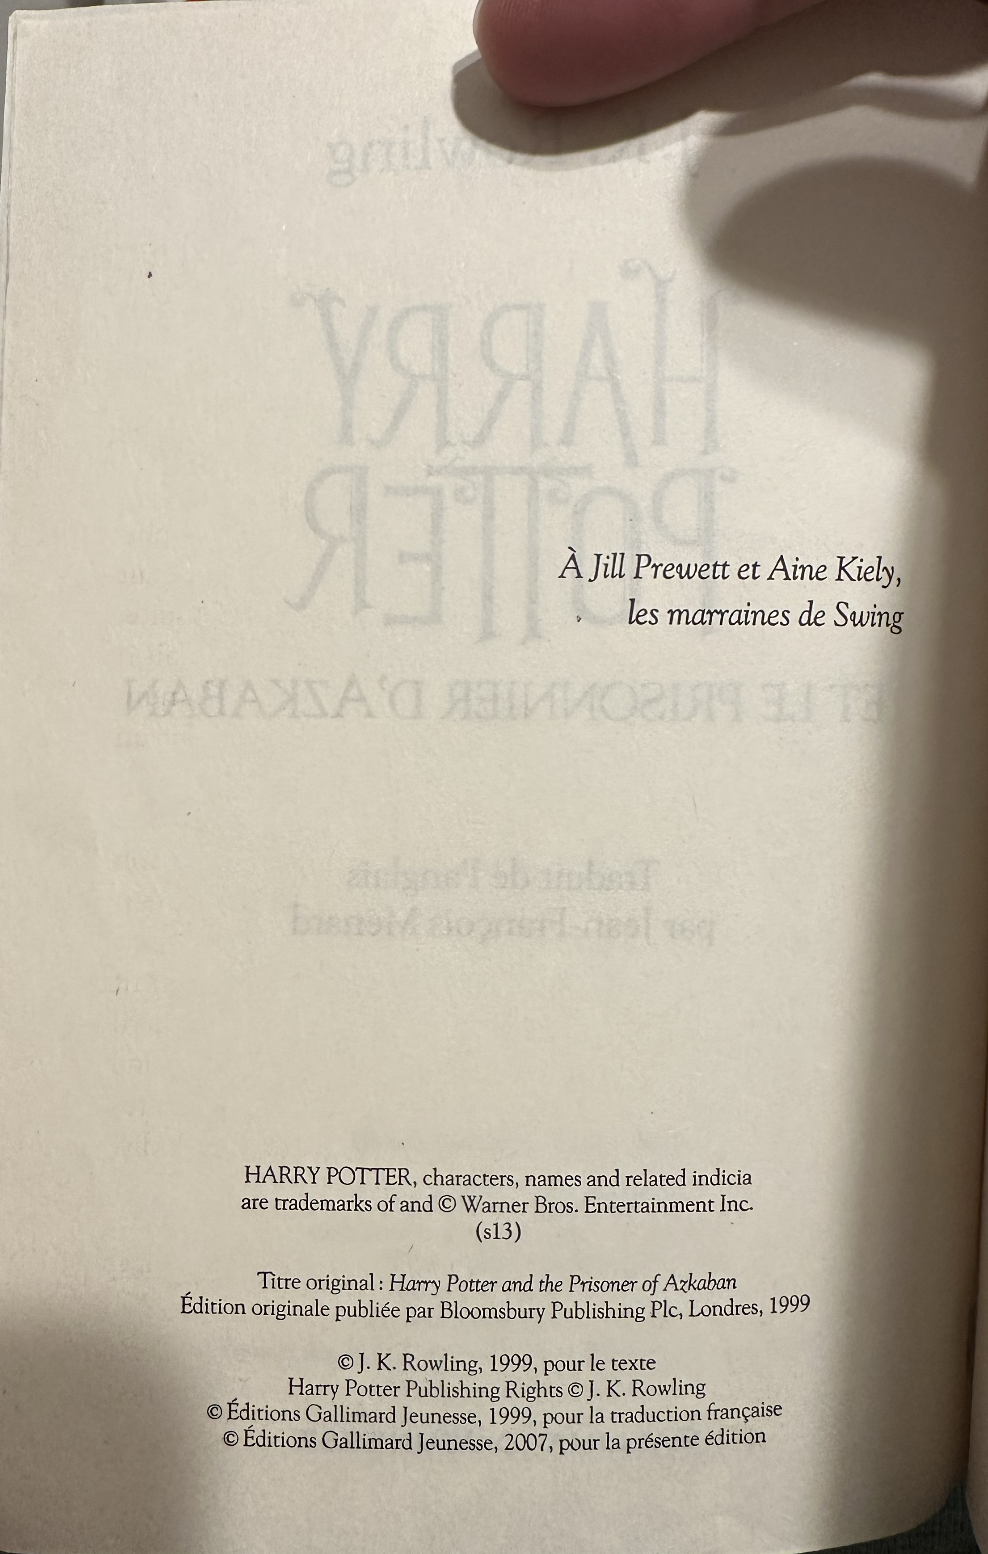 À Jill Prewett et Aine Kiely,
les marraines de Swing
HARRY POTTER, characters, names and related indicia
are trademarks of and © Warner Bros. Entertainment Inc.
(s13)
Titre original : Harry Potter and the Prisoner of Azkaban
Édition originale publiée par Bloomsbury Publishing Plc, Londres, 1999
© J. K. Rowling, 1999, pour le texte
Harry Potter Publishing Rights © J. K. Rowling
© Éditions Gallimard Jeunesse, 1999, pour la traduction française
© Éditions Gallimard Jeunesse, 2007, pour la présente édition